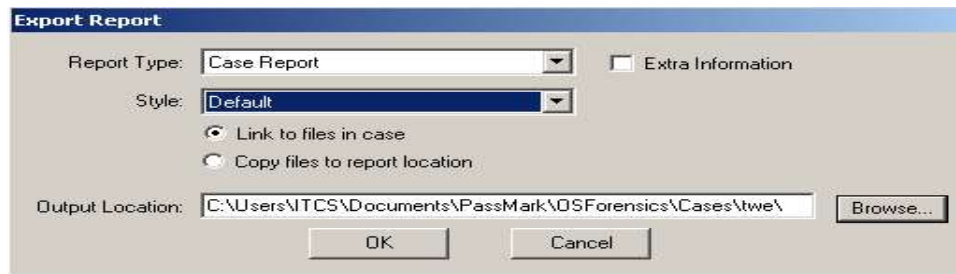 Export Report
Report Type: Case Report Extra Information
Style: Default
Link to files in case
Copy files to report location
Output Location: C:\Users\ITCS\Documents\PassMark\OSForensics\Cases\twe\ Browse...
OK Cancel